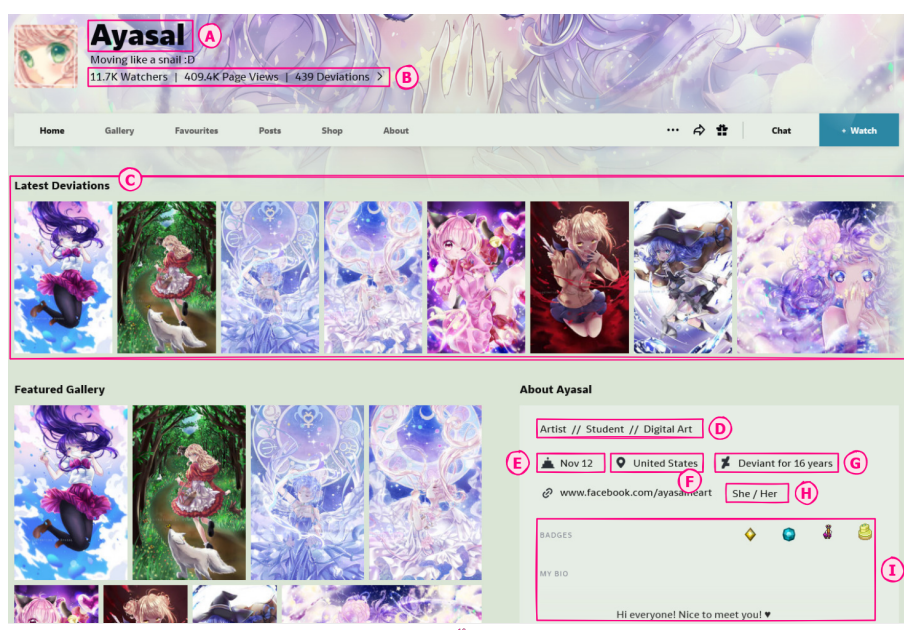 Ayasal A
Moving like a snail :D
11.7K Watchers | 409.4K Page Views | 439 Deviations > B
Home Gallery Favourites Posts Shop About ••• Chat + Watch
C
Latest Deviations
Featured Gallery About Ayasal
Artist // Student // Digital Art D
E Nov 12 United States Deviant for 16 years G
F
www.facebook.com/ayasalheart She / Her H
BADGES
I
MY BIO
Hi everyone! Nice to meet you! ♥